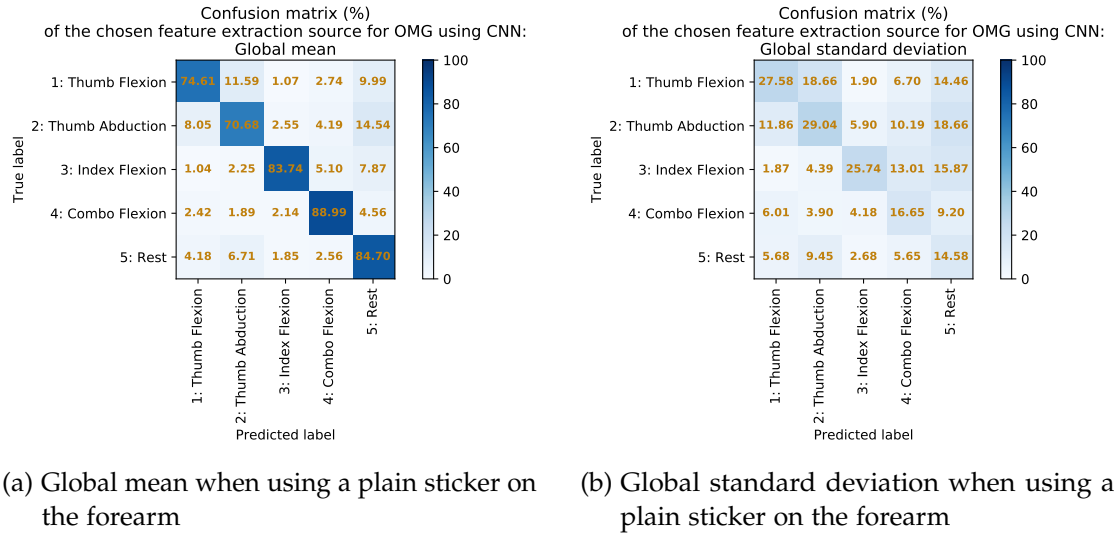 Confusion matrix (%)
of the chosen feature extraction source for OMG using CNN:
Global mean
True label
1: Thumb Flexion 74.61 11.59 1.07 2.74 9.99
2: Thumb Abduction 8.05 70.68 2.55 4.19 14.54
3: Index Flexion 1.04 2.25 83.74 5.10 7.87
4: Combo Flexion 2.42 1.89 2.14 88.99 4.56
5: Rest 4.18 6.71 1.85 2.56 84.70
1: Thumb Flexion
2: Thumb Abduction
3: Index Flexion
4: Combo Flexion
5: Rest
Predicted label
100
80
60
40
20
0
(a) Global mean when using a plain sticker on
the forearm
Confusion matrix (%)
of the chosen feature extraction source for OMG using CNN:
Global standard deviation
True label
1: Thumb Flexion 27.58 18.66 1.90 6.70 14.46
2: Thumb Abduction 11.86 29.04 5.90 10.19 18.66
3: Index Flexion 1.87 4.39 25.74 13.01 15.87
4: Combo Flexion 6.01 3.90 4.18 16.65 9.20
5: Rest 5.68 9.45 2.68 5.65 14.58
1: Thumb Flexion
2: Thumb Abduction
3: Index Flexion
4: Combo Flexion
5: Rest
Predicted label
100
80
60
40
20
0
(b) Global standard deviation when using a
plain sticker on the forearm